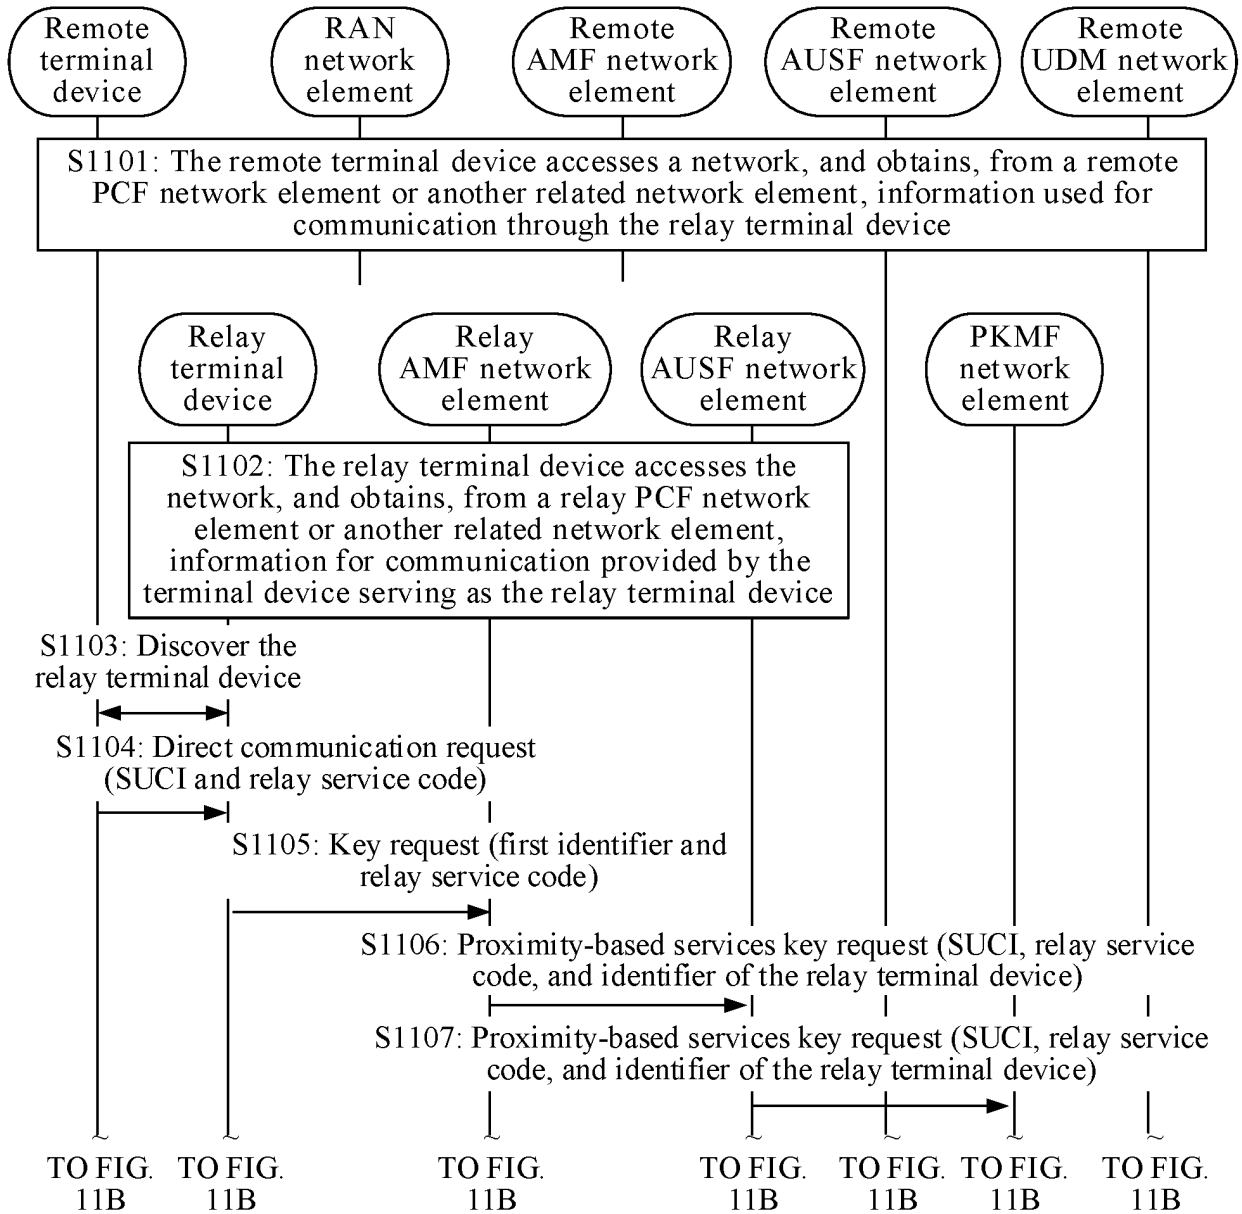 Remote
terminal
device
RAN
network
element
Remote
AMF network
element
Remote
AUSF network
element
Remote
UDM network
element
S1101: The remote terminal device accesses a network, and obtains, from a remote
PCF network element or another related network element, information used for
communication through the relay terminal device
Relay
terminal
device
Relay
AMF network
element
Relay
AUSF network
element
PKMF
network
element
S1102: The relay terminal device accesses the
network, and obtains, from a relay PCF network
element or another related network element,
information for communication provided by the
terminal device serving as the relay terminal device
S1103: Discover the
relay terminal device
S1104: Direct communication request
(SUCI and relay service code)
S1105: Key request (first identifier and
relay service code)
S1106: Proximity-based services key request (SUCI, relay service
code, and identifier of the relay terminal device)
S1107: Proximity-based services key request (SUCI, relay service
code, and identifier of the relay terminal device)
TO FIG.
11B
TO FIG.
11B
TO FIG.
11B
TO FIG.
11B
TO FIG.
11B
TO FIG.
11B
TO FIG.
11B